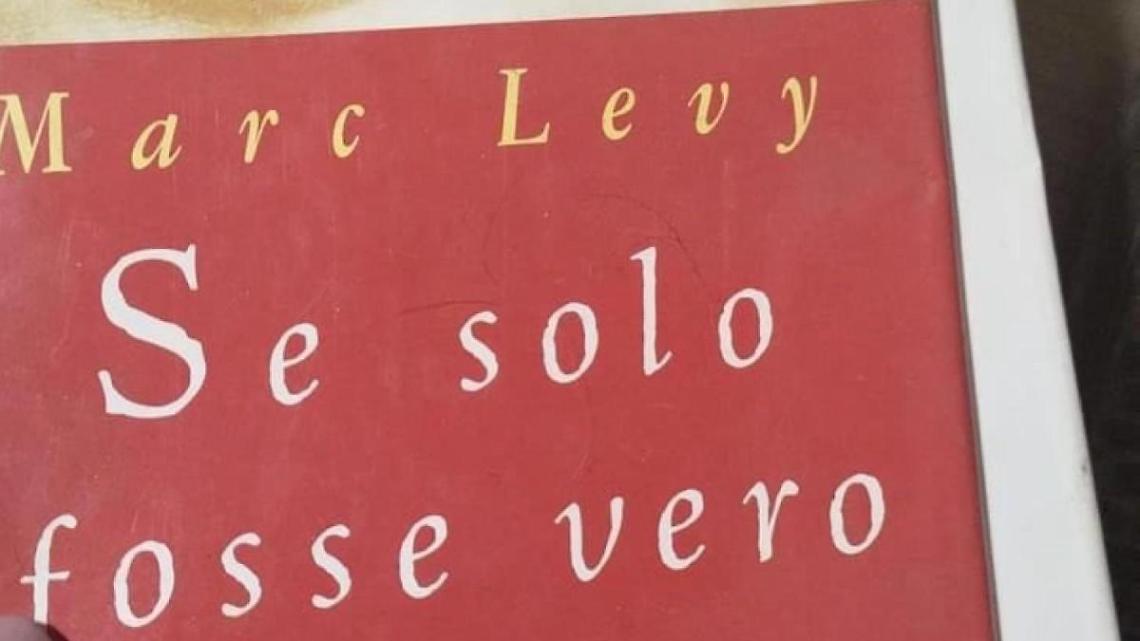 Marc Levy
Se solo
fosse vero